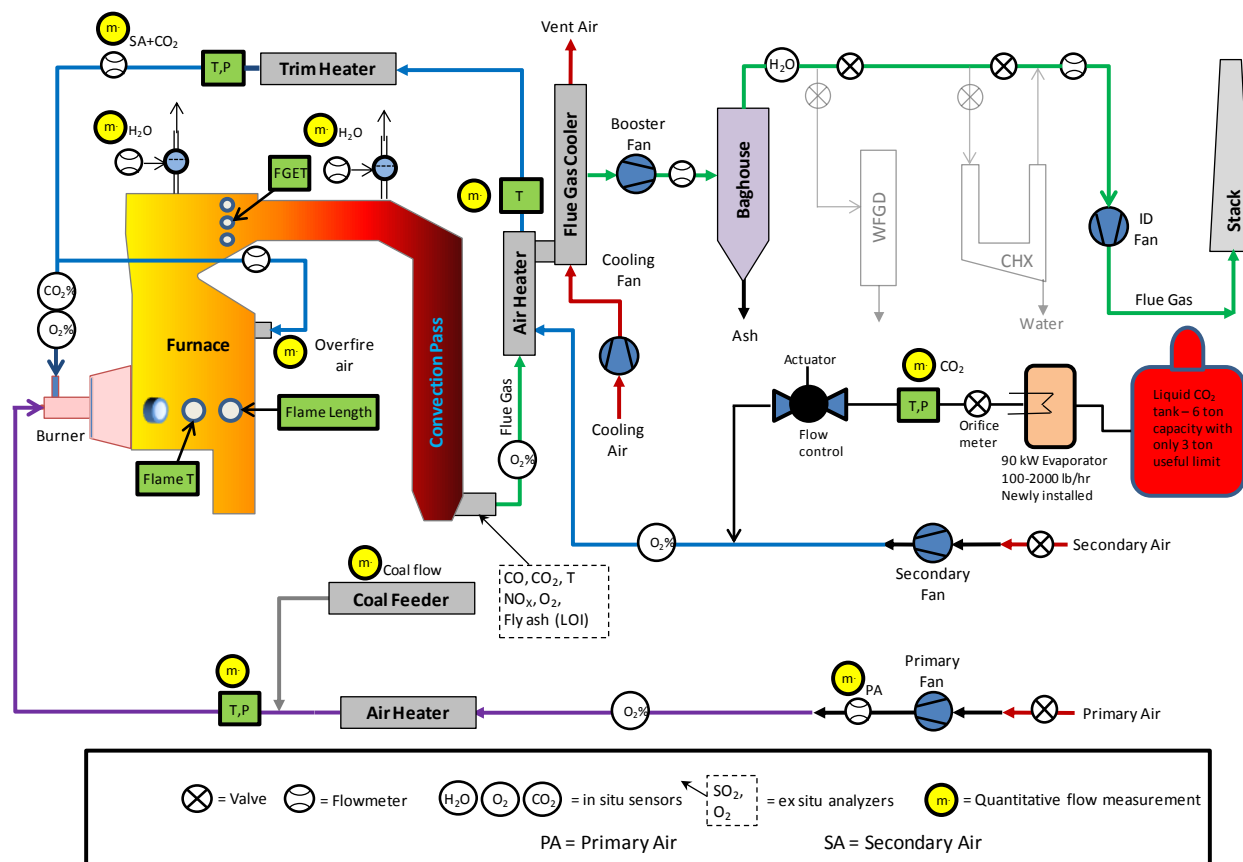 m·
SA+CO₂
T,P
Trim Heater
Vent Air
H₂O
m·
H₂O
m·
H₂O
FGET
m·
T
Flue Gas Cooler
Booster
Fan
Baghouse
WFGD
CHX
ID
Fan
Stack
Air Heater
Cooling
Fan
CO₂%
O₂%
Furnace
m·
Overfire
air
Convection Pass
Flue Gas
Ash
Water
Flue Gas
Burner
Flame Length
Flame T
O₂%
Cooling
Air
Actuator
Flow
control
m·
CO₂
T,P
Orifice
meter
90 kW Evaporator
100-2000 lb/hr
Newly installed
Liquid CO₂
tank – 6 ton
capacity with
only 3 ton
useful limit
O₂%
Secondary Air
Secondary
Fan
m·
Coal flow
Coal Feeder
CO, CO₂, T
NOₓ, O₂,
Fly ash (LOI)
m·
T,P
Air Heater
O₂%
m·
PA
Primary
Fan
Primary Air
= Valve
= Flowmeter
H₂O
O₂
CO₂
= in situ sensors
SO₂,
O₂
= ex situ analyzers
m·
= Quantitative flow measurement
PA = Primary Air
SA = Secondary Air